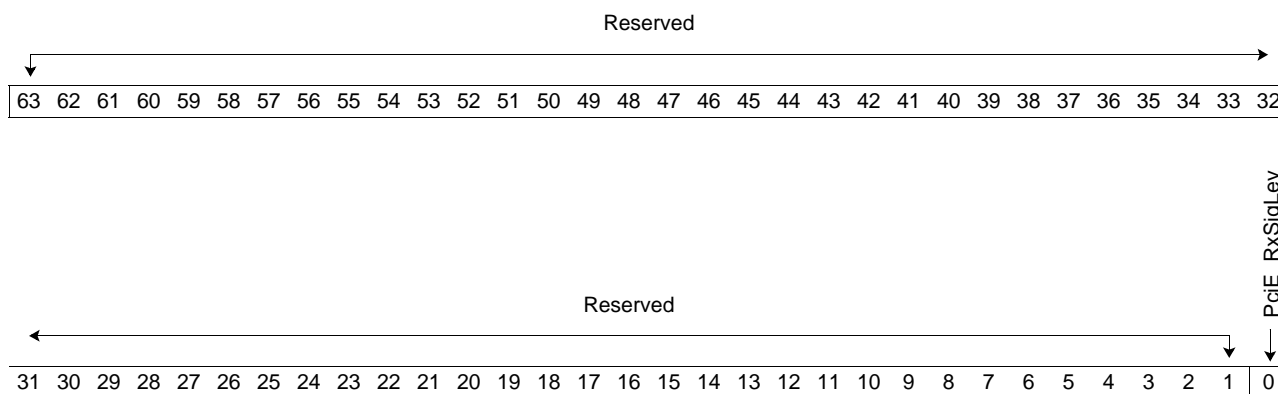 Reserved
63 62 61 60 59 58 57 56 55 54 53 52 51 50 49 48 47 46 45 44 43 42 41 40 39 38 37 36 35 34 33 32
PciE_RxSigLev
Reserved
31 30 29 28 27 26 25 24 23 22 21 20 19 18 17 16 15 14 13 12 11 10 9 8 7 6 5 4 3 2 1 0